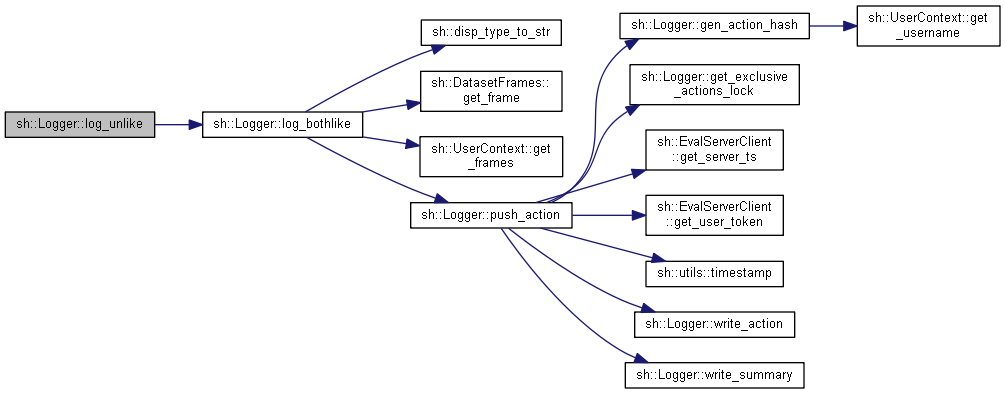 sh::Logger::log_unlike
sh::Logger::log_bothlike
sh::disp_type_to_str
sh::DatasetFrames::
get_frame
sh::UserContext::get
_frames
sh::Logger::push_action
sh::Logger::gen_action_hash
sh::UserContext::get
_username
sh::Logger::get_exclusive
_actions_lock
sh::EvalServerClient
::get_server_ts
sh::EvalServerClient
::get_user_token
sh::utils::timestamp
sh::Logger::write_action
sh::Logger::write_summary